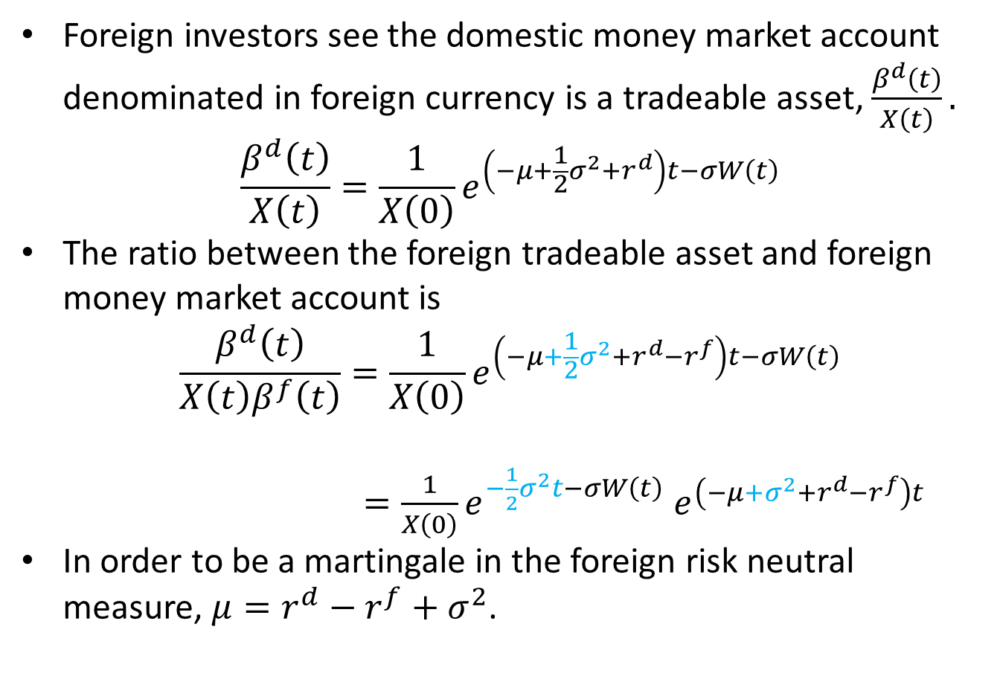 • Foreign investors see the domestic money market account
denominated in foreign currency is a tradeable asset, $\frac{\beta^d(t)}{X(t)}$.
$\frac{\beta^d(t)}{X(t)} = \frac{1}{X(0)} e^{\left(-\mu+\frac{1}{2}\sigma^2+r^d\right)t-\sigma W(t)}$
• The ratio between the foreign tradeable asset and foreign
money market account is
$\frac{\beta^d(t)}{X(t)\beta^f(t)} = \frac{1}{X(0)} e^{\left(-\mu+\frac{1}{2}\sigma^2+r^d-r^f\right)t-\sigma W(t)}$
$= \frac{1}{X(0)} e^{-\frac{1}{2}\sigma^2 t-\sigma W(t)} e^{\left(-\mu+\sigma^2+r^d-r^f\right)t}$
• In order to be a martingale in the foreign risk neutral
measure, $\mu = r^d - r^f + \sigma^2$.